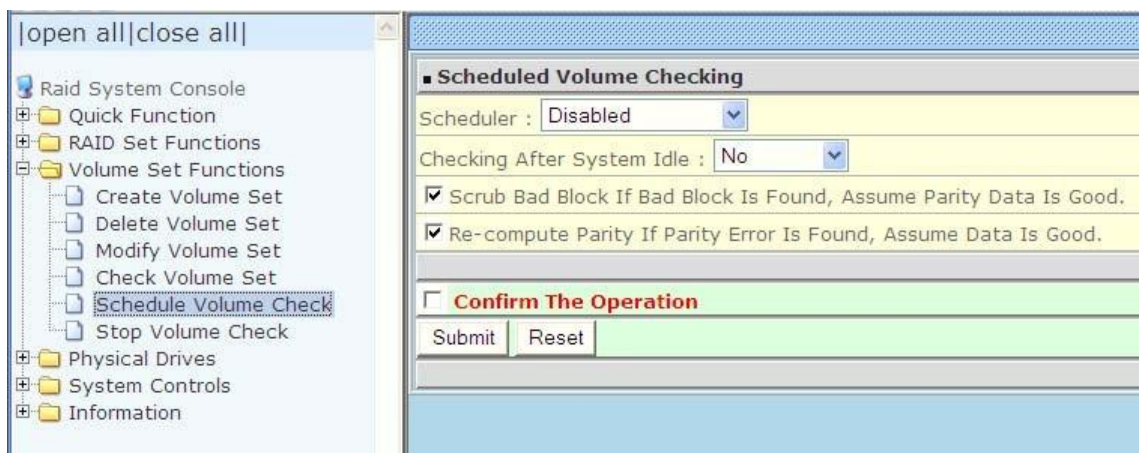 |open all|close all|
Raid System Console
Quick Function
RAID Set Functions
Volume Set Functions
Create Volume Set
Delete Volume Set
Modify Volume Set
Check Volume Set
Schedule Volume Check
Stop Volume Check
Physical Drives
System Controls
Information
Scheduled Volume Checking
Scheduler : Disabled
Checking After System Idle : No
Scrub Bad Block If Bad Block Is Found, Assume Parity Data Is Good.
Re-compute Parity If Parity Error Is Found, Assume Data Is Good.
Confirm The Operation
Submit Reset